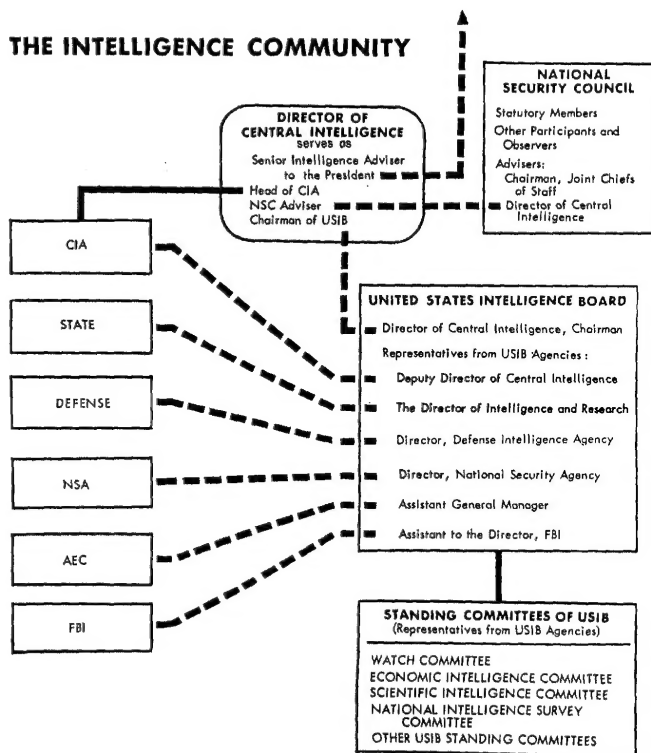 THE INTELLIGENCE COMMUNITY
DIRECTOR OF
CENTRAL INTELLIGENCE
serves as
Senior Intelligence Adviser
to the President
Head of CIA
NSC Adviser
Chairman of USIB
NATIONAL
SECURITY COUNCIL
Statutory Members
Other Participants and
Observers
Advisers:
Chairman, Joint Chiefs
of Staff
Director of Central
Intelligence
CIA
STATE
DEFENSE
NSA
AEC
FBI
UNITED STATES INTELLIGENCE BOARD
Director of Central Intelligence, Chairman
Representatives from USIB Agencies :
Deputy Director of Central Intelligence
The Director of Intelligence and Research
Director, Defense Intelligence Agency
Director, National Security Agency
Assistant General Manager
Assistant to the Director, FBI
STANDING COMMITTEES OF USIB
(Representatives from USIB Agencies)
WATCH COMMITTEE
ECONOMIC INTELLIGENCE COMMITTEE
SCIENTIFIC INTELLIGENCE COMMITTEE
NATIONAL INTELLIGENCE SURVEY
COMMITTEE
OTHER USIB STANDING COMMITTEES